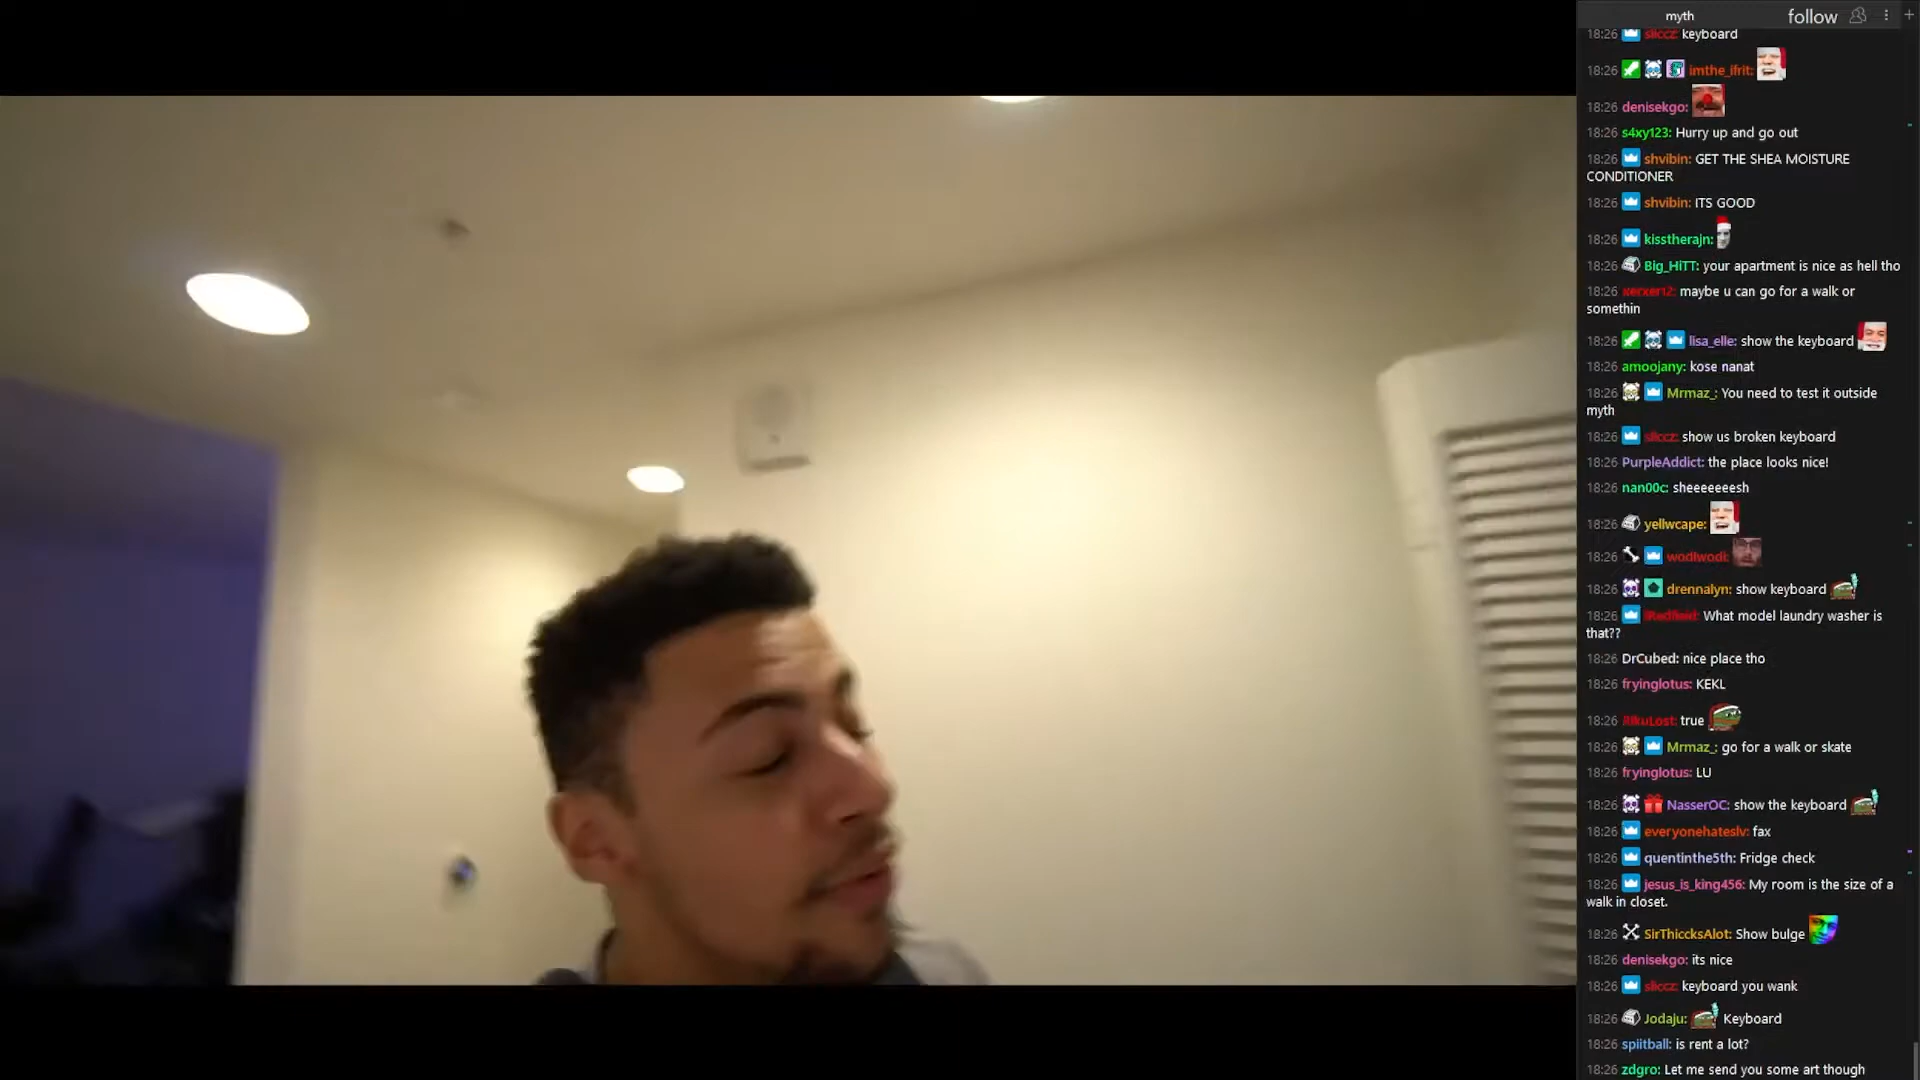 myth follow
18:26 sliccz: keyboard
18:26 imthe_ifrit:
18:26 denisekgo:
18:26 s4xy123: Hurry up and go out
18:26 shvibin: GET THE SHEA MOISTURE
CONDITIONER
18:26 shvibin: ITS GOOD
18:26 kisstherajn:
18:26 Big_HiTT: your apartment is nice as hell tho
18:26 xerxer12: maybe u can go for a walk or
somethin
18:26 lisa_elle: show the keyboard
18:26 amoojany: kose nanat
18:26 Mrmaz_: You need to test it outside
myth
18:26 sliccz: show us broken keyboard
18:26 PurpleAddict: the place looks nice!
18:26 nan00c: sheeeeeeesh
18:26 yellwcape:
18:26 wodlwodl:
18:26 drennalyn: show keyboard
18:26 What model laundry washer is
that??
18:26 DrCubed: nice place tho
18:26 fryinglotus: KEKL
18:26 true
18:26 Mrmaz_: go for a walk or skate
18:26 fryinglotus: LU
18:26 NasserOC: show the keyboard
18:26 everyonehateslv: fax
18:26 quentinthe5th: Fridge check
18:26 jesus_is_king456: My room is the size of a
walk in closet.
18:26 SirThiccksAlot: Show bulge
18:26 denisekgo: its nice
18:26 sliccz: keyboard you wank
18:26 Jodaju: Keyboard
18:26 spiitball: is rent a lot?
18:26 zdgro: Let me send you some art though